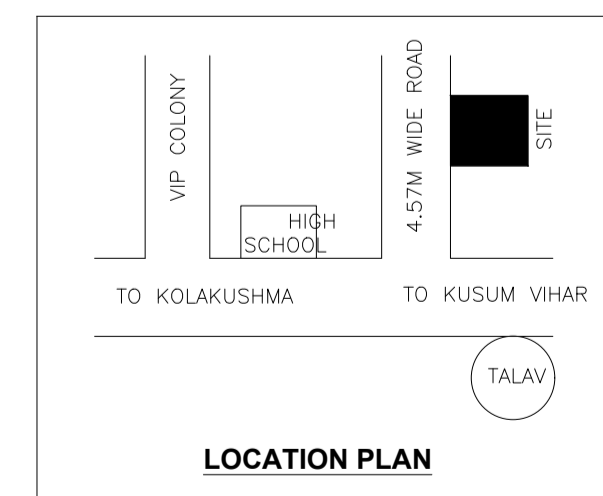 VIP COLONY
4.57M WIDE ROAD
SITE
HIGH
SCHOOL
TO KOLAKUSHMA
TO KUSUM VIHAR
TALAV
LOCATION PLAN